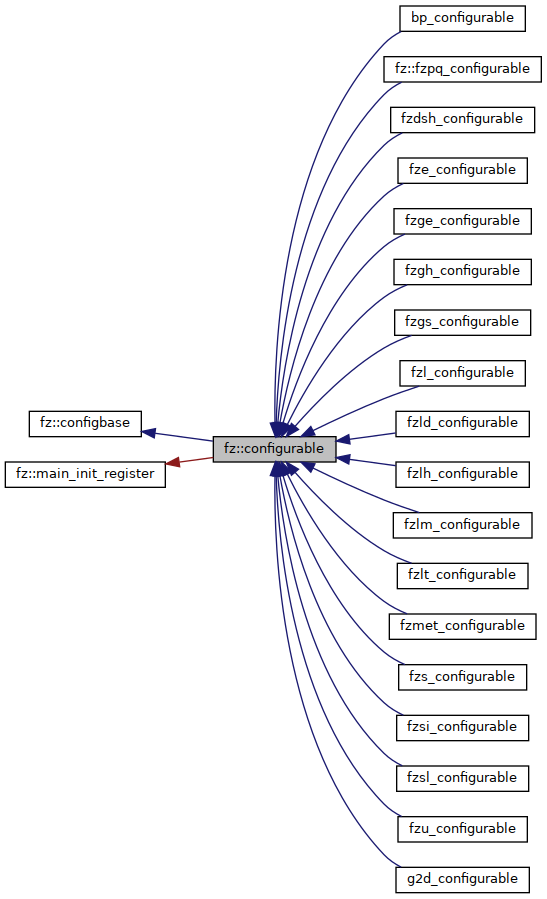 bp_configurable
fz::fzpq_configurable
fzdsh_configurable
fze_configurable
fzge_configurable
fzgh_configurable
fzgs_configurable
fzl_configurable
fz::configbase
fzld_configurable
fz::configurable
fz::main_init_register
fzlh_configurable
fzlm_configurable
fzlt_configurable
fzmet_configurable
fzs_configurable
fzsi_configurable
fzsl_configurable
fzu_configurable
g2d_configurable